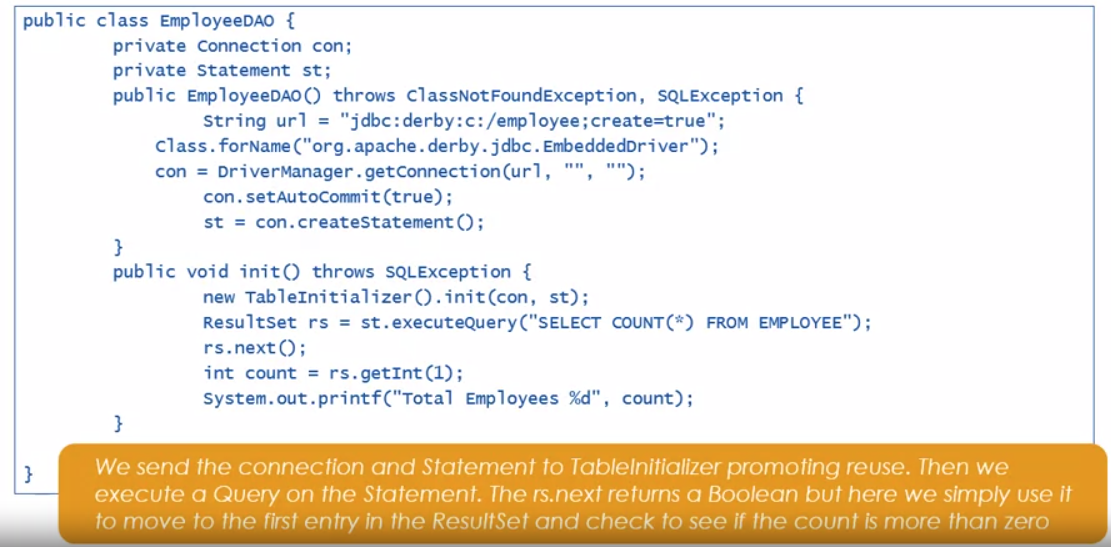 public class EmployeeDAO {
private Connection con;
private Statement st;
public EmployeeDAO() throws ClassNotFoundException, SQLException {
String url = "jdbc:derby:c:/employee;create=true";
Class.forName("org.apache.derby.jdbc.EmbeddedDriver");
con = DriverManager.getConnection(url, "", "");
con.setAutoCommit(true);
st = con.createStatement();
}
public void init() throws SQLException {
new TableInitializer().init(con, st);
ResultSet rs = st.executeQuery("SELECT COUNT(*) FROM EMPLOYEE");
rs.next();
int count = rs.getInt(1);
System.out.printf("Total Employees %d", count);
}
}
We send the connection and Statement to TableInitializer promoting reuse. Then we
execute a Query on the Statement. The rs.next returns a Boolean but here we simply use it
to move to the first entry in the ResultSet and check to see if the count is more than zero